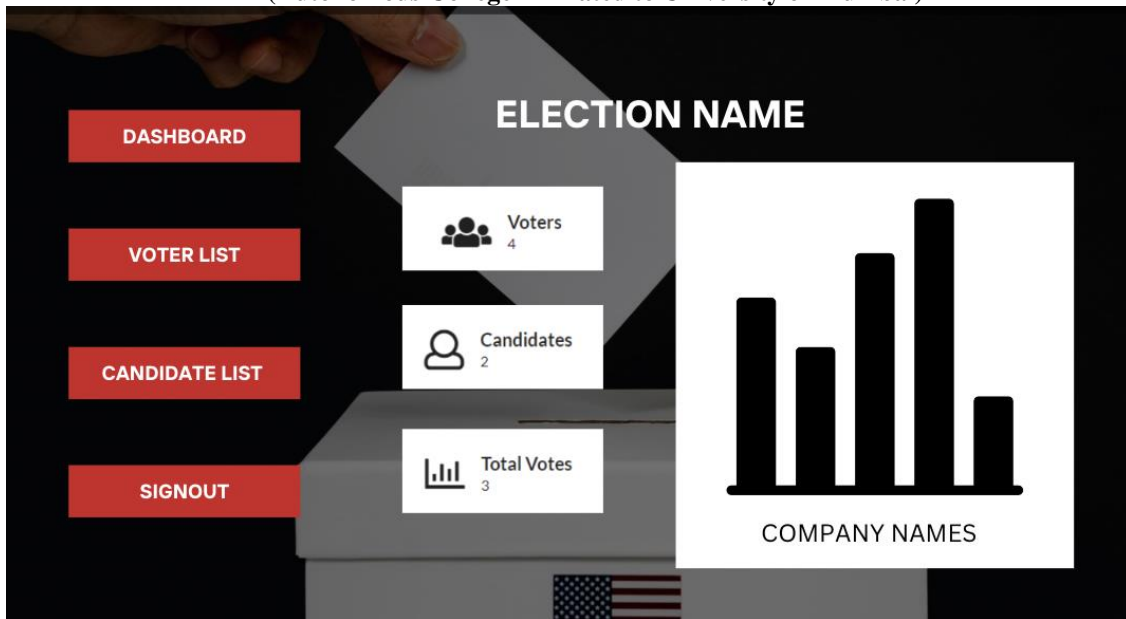 ELECTION NAME
DASHBOARD
VOTER LIST
CANDIDATE LIST
SIGNOUT
Voters
4
Candidates
2
Total Votes
3
COMPANY NAMES